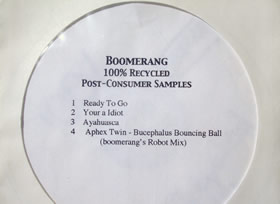 BOOMERANG
100% RECYCLED
POST-CONSUMER SAMPLES
1 Ready To Go
2 Your a Idiot
3 Ayahuasca
4 Aphex Twin - Bucephalus Bouncing Ball
(boomerang's Robot Mix)